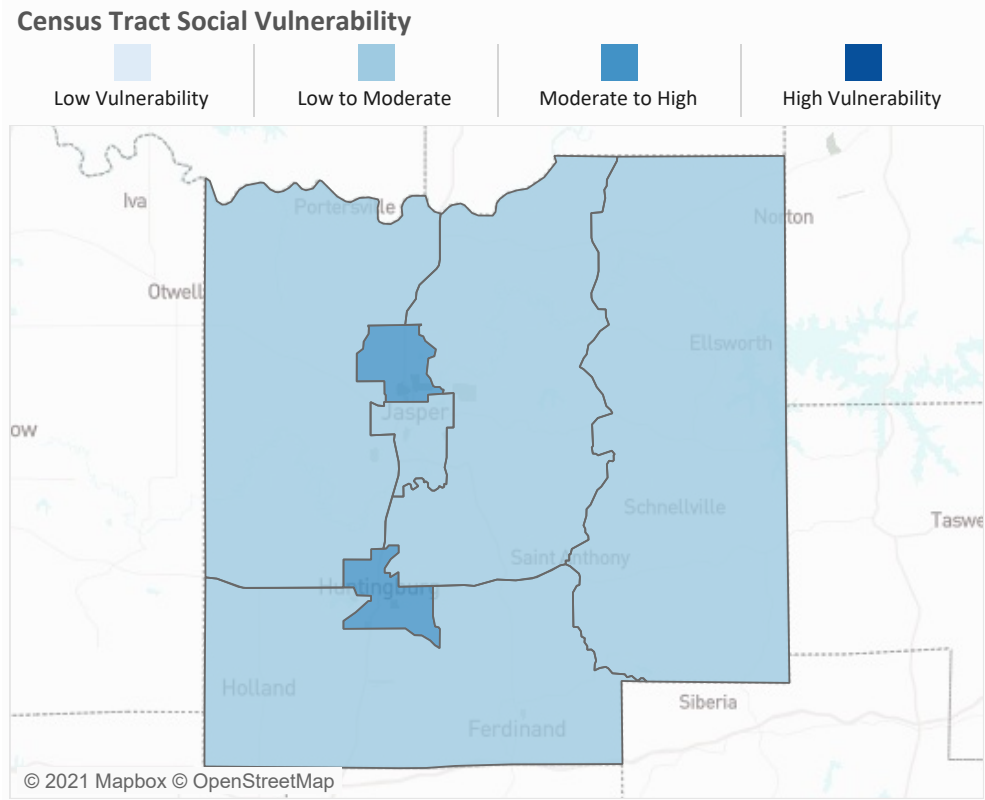 Census Tract Social Vulnerability
Low Vulnerability
Low to Moderate
Moderate to High
High Vulnerability
Iva
Portersville
Norton
Otwell
Ellsworth
Jasper
ow
Schnellville
Taswe
Saint Anthony
Huntingburg
Holland
Siberia
Ferdinand
© 2021 Mapbox © OpenStreetMap